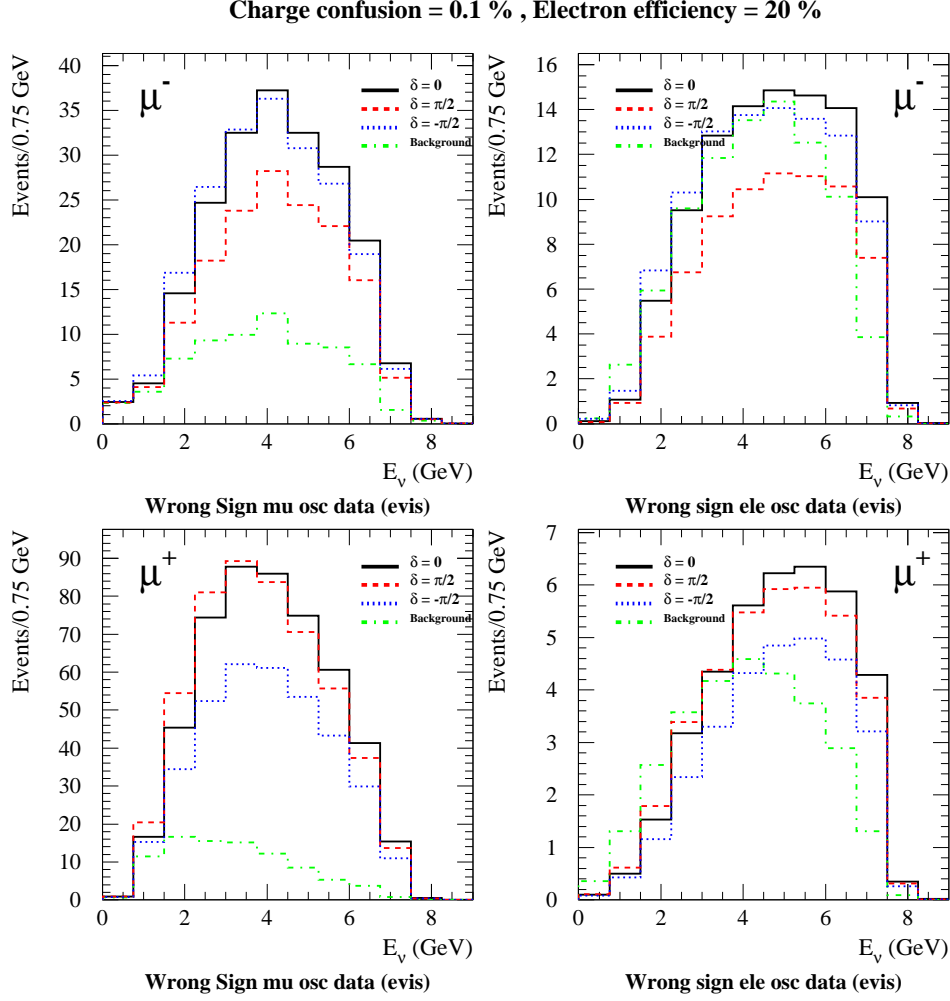 Charge confusion = 0.1 % , Electron efficiency = 20 %
Events/0.75 GeV
40
35
30
25
20
15
10
5
0
μ-
δ = 0
δ = π/2
δ = -π/2
Background
0 2 4 6 8
Eν (GeV)
Wrong Sign mu osc data (evis)
Events/0.75 GeV
16
14
12
10
8
6
4
2
0
μ-
δ = 0
δ = π/2
δ = -π/2
Background
0 2 4 6 8
Eν (GeV)
Wrong sign ele osc data (evis)
Events/0.75 GeV
90
80
70
60
50
40
30
20
10
0
μ+
δ = 0
δ = π/2
δ = -π/2
Background
0 2 4 6 8
Eν (GeV)
Wrong Sign mu osc data (evis)
Events/0.75 GeV
7
6
5
4
3
2
1
0
μ+
δ = 0
δ = π/2
δ = -π/2
Background
0 2 4 6 8
Eν (GeV)
Wrong sign ele osc data (evis)